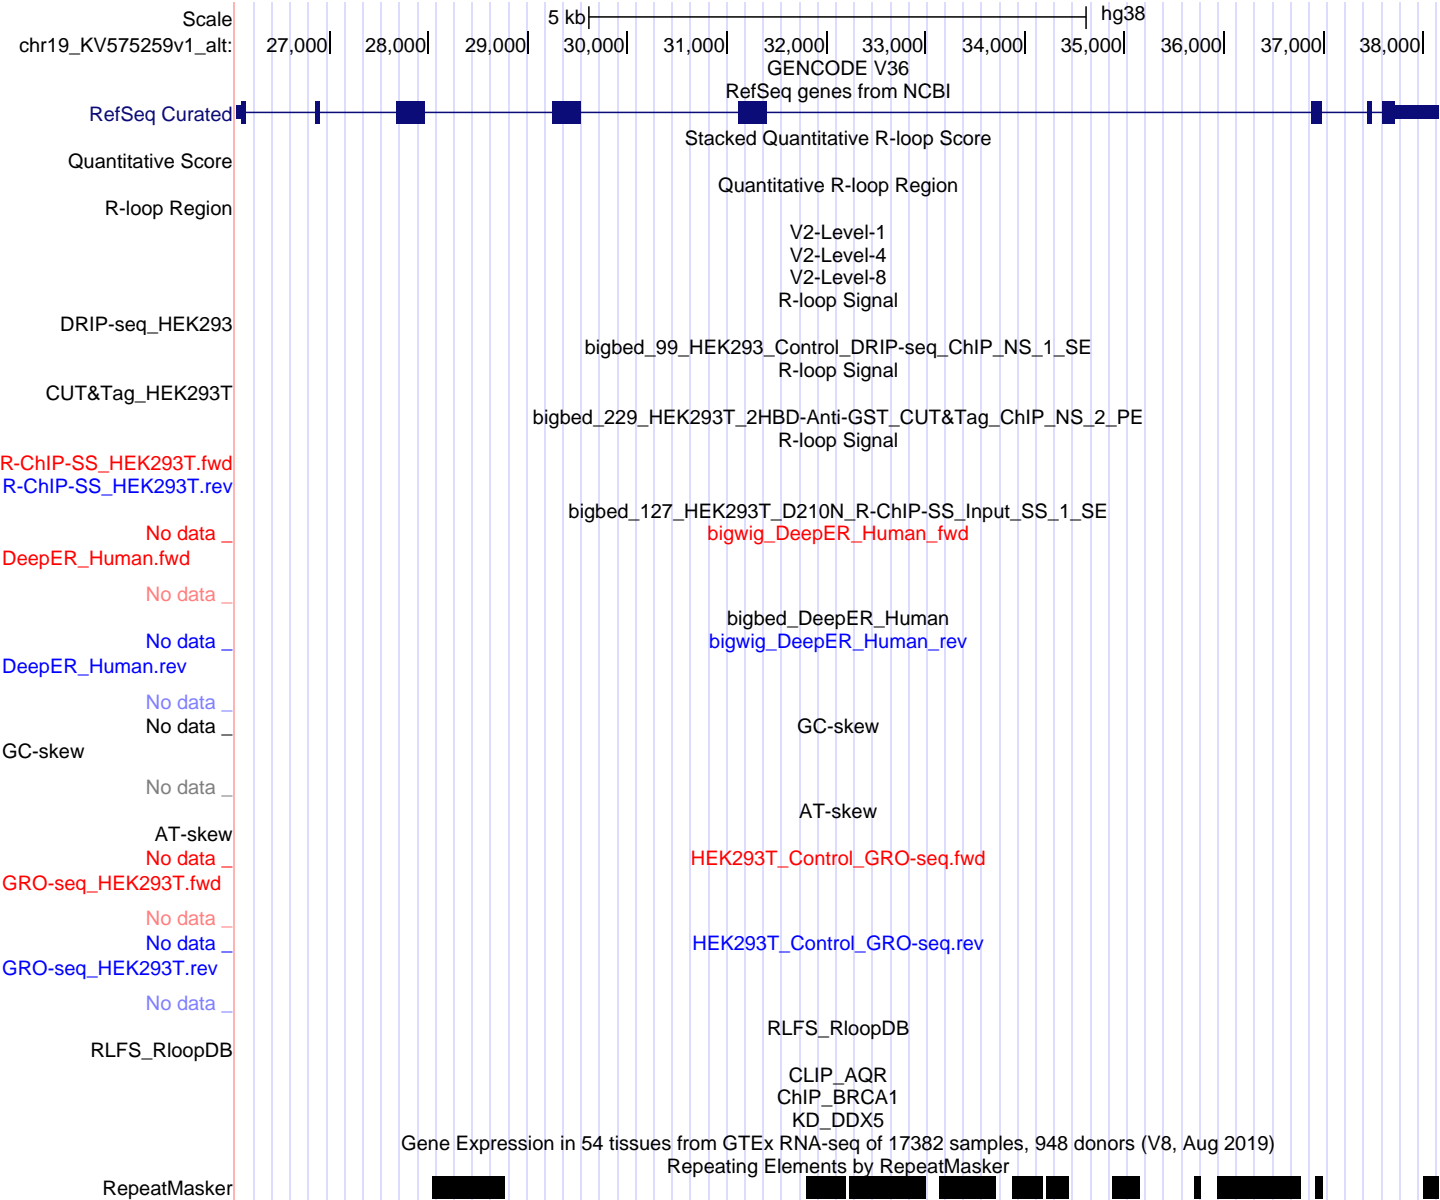 Scale 5 kb hg38
chr19_KV575259v1_alt: 27,000 28,000 29,000 30,000 31,000 32,000 33,000 34,000 35,000 36,000 37,000 38,000
GENCODE V36
RefSeq genes from NCBI
RefSeq Curated
Stacked Quantitative R-loop Score
Quantitative Score
Quantitative R-loop Region
R-loop Region
V2-Level-1
V2-Level-4
V2-Level-8
R-loop Signal
DRIP-seq_HEK293
bigbed_99_HEK293_Control_DRIP-seq_ChIP_NS_1_SE
R-loop Signal
CUT&Tag_HEK293T
bigbed_229_HEK293T_2HBD-Anti-GST_CUT&Tag_ChIP_NS_2_PE
R-loop Signal
R-ChIP-SS_HEK293T.fwd
R-ChIP-SS_HEK293T.rev
bigbed_127_HEK293T_D210N_R-ChIP-SS_Input_SS_1_SE
No data _ bigwig_DeepER_Human_fwd
DeepER_Human.fwd
No data _
bigbed_DeepER_Human
No data _ bigwig_DeepER_Human_rev
DeepER_Human.rev
No data _
No data _ GC-skew
GC-skew
No data _
AT-skew
AT-skew
No data _ HEK293T_Control_GRO-seq.fwd
GRO-seq_HEK293T.fwd
No data _
No data _ HEK293T_Control_GRO-seq.rev
GRO-seq_HEK293T.rev
No data _
RLFS_RloopDB
RLFS_RloopDB
CLIP_AQR
ChIP_BRCA1
KD_DDX5
Gene Expression in 54 tissues from GTEx RNA-seq of 17382 samples, 948 donors (V8, Aug 2019)
Repeating Elements by RepeatMasker
RepeatMasker